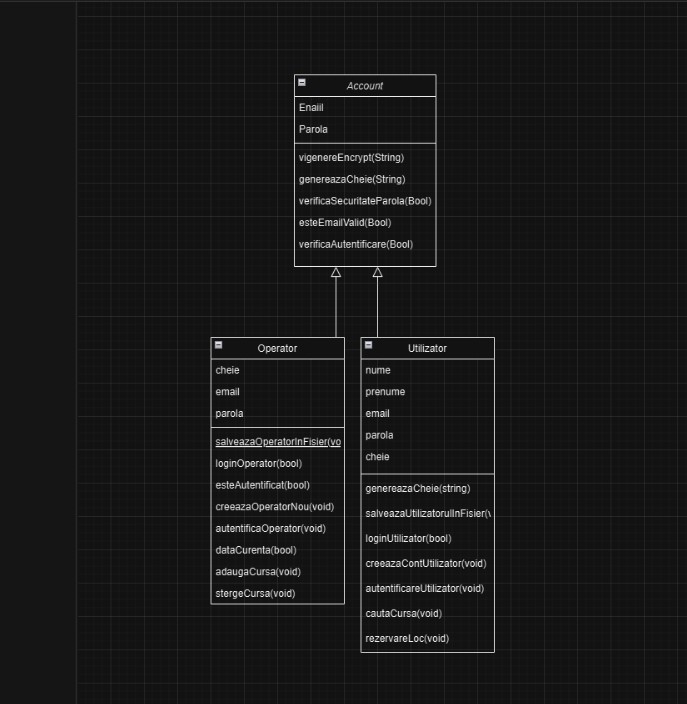 Account
Enaiil
Parola
vigenereEncrypt(String)
genereazaCheie(String)
verificaSecuritateParola(Bool)
esteEmailValid(Bool)
verificaAutentificare(Bool)
Operator
cheie
email
parola
salveazaOperatorInFisier(vo
loginOperator(bool)
esteAutentificat(bool)
creeazaOperatorNou(void)
autentificaOperator(void)
dataCurenta(bool)
adaugaCursa(void)
stergeCursa(void)
Utilizator
nume
prenume
email
parola
cheie
genereazaCheie(string)
salveazaUtilizatorulInFisier(v
loginUtilizator(bool)
creeazaContUtilizator(void)
autentificareUtilizator(void)
cautaCursa(void)
rezervareLoc(void)